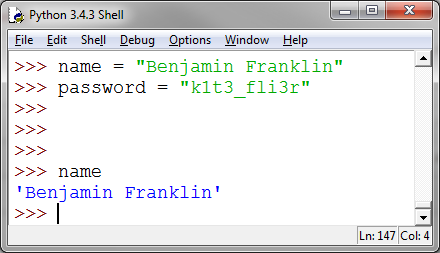 Python 3.4.3 Shell
File Edit Shell Debug Options Window Help
>>> name = "Benjamin Franklin"
>>> password = "k1t3_fli3r"
>>>
>>>
>>>
>>> name
'Benjamin Franklin'
>>>
Ln: 147 Col: 4